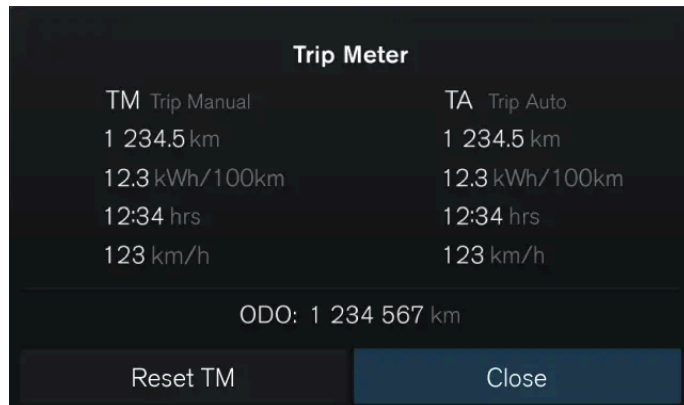 Trip Meter
TM Trip Manual
1 234.5 km
12.3 kWh/100km
12:34 hrs
123 km/h
TA Trip Auto
1 234.5 km
12.3 kWh/100km
12:34 hrs
123 km/h
ODO: 1 234 567 km
Reset TM
Close